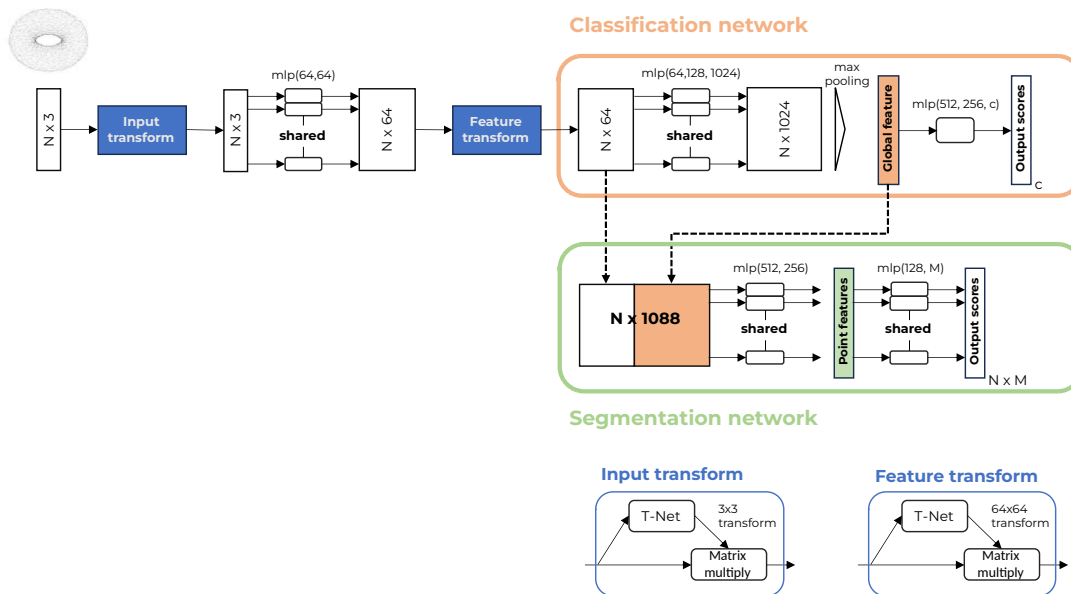 Classification network
mlp(64,64)
mlp(64,128, 1024)
max
pooling
mlp(512, 256, c)
N x 3
Input
transform
N x 3
shared
N x 64
Feature
transform
N x 64
shared
N x 1024
Global feature
Output scores
c
mlp(512, 256)
mlp(128, M)
N x 1088
shared
Point features
shared
Output scores
N x M
Segmentation network
Input transform
T-Net
3x3
transform
Matrix
multiply
Feature transform
T-Net
64x64
transform
Matrix
multiply